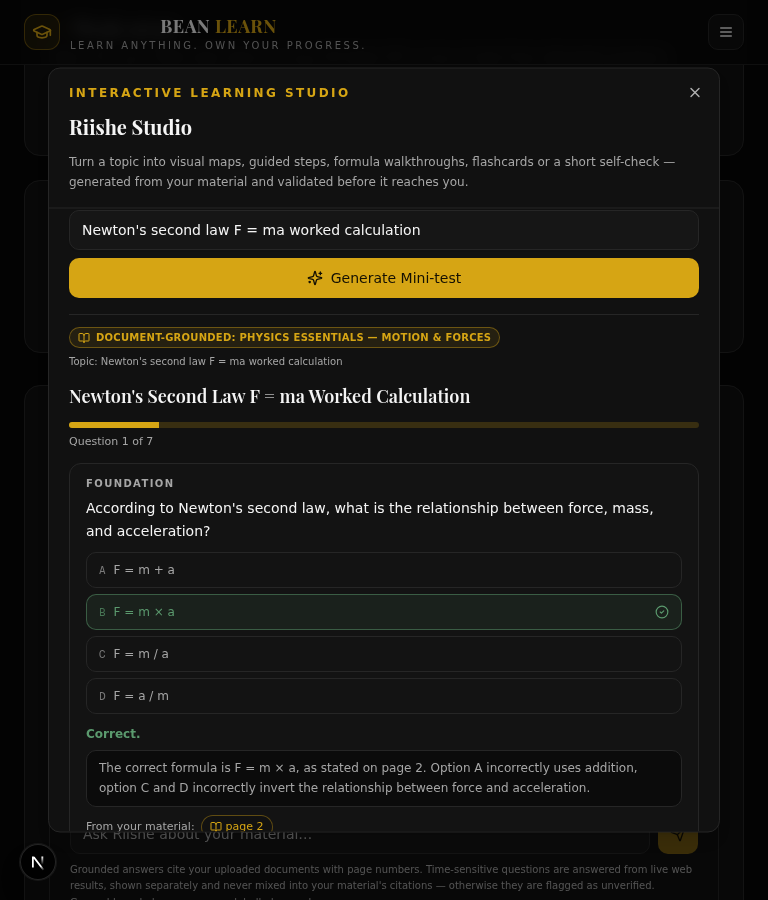 BEAN LEARN
LEARN ANYTHING. OWN YOUR PROGRESS.
INTERACTIVE LEARNING STUDIO
Riishe Studio
Turn a topic into visual maps, guided steps, formula walkthroughs, flashcards or a short self-check —
generated from your material and validated before it reaches you.
Newton's second law F = ma worked calculation
Generate Mini-test
DOCUMENT-GROUNDED: PHYSICS ESSENTIALS — MOTION & FORCES
Topic: Newton's second law F = ma worked calculation
Newton's Second Law F = ma Worked Calculation
Question 1 of 7
FOUNDATION
According to Newton's second law, what is the relationship between force, mass,
and acceleration?
A F = m + a
B F = m × a
C F = m / a
D F = a / m
Correct.
The correct formula is F = m × a, as stated on page 2. Option A incorrectly uses addition,
option C and D incorrectly invert the relationship between force and acceleration.
From your material: page 2
Ask Riishe about your material...
N
Grounded answers cite your uploaded documents with page numbers. Time-sensitive questions are answered from live web
results, shown separately and never mixed into your material's citations — otherwise they are flagged as unverified.